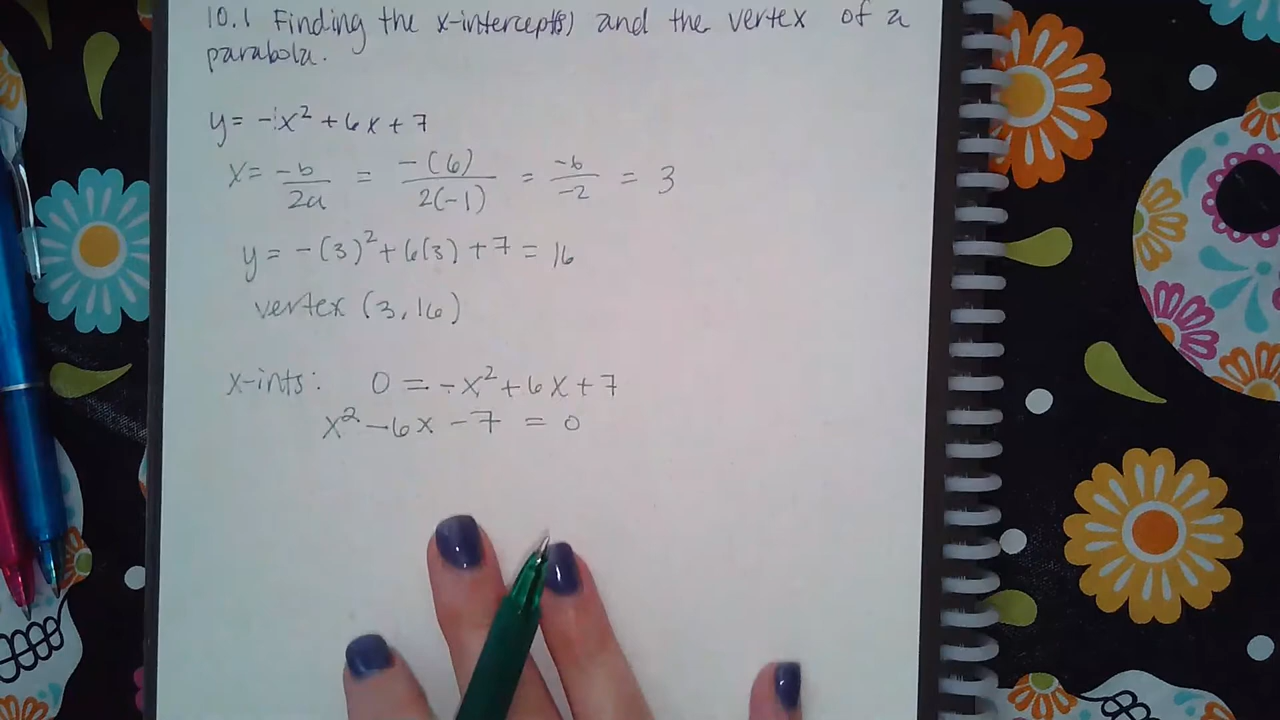 10.1 Finding the x-intercept(s) and the vertex of a
parabola.
y = -1x² + 6x + 7
x = -b/2a = -(6)/2(-1) = -6/-2 = 3
y = -(3)² + 6(3) + 7 = 16
vertex (3, 16)
x-ints: 0 = -x² + 6x + 7
x² - 6x - 7 = 0